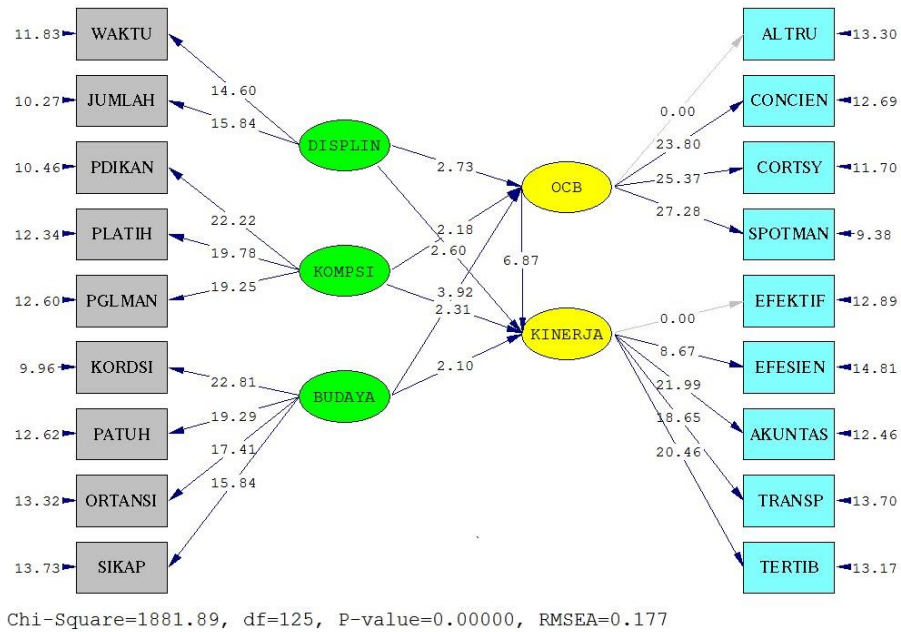 11.83 WAKTU ALTRU 13.30
14.60 0.00
10.27 JUMLAH CONCIEN 12.69
15.84 23.80
DISPLIN
10.46 PDIKAN 2.73 CORTSY 11.70
25.37
OCB
22.22 2.18 27.28
12.34 PLATIH SPOTMAN 9.38
19.78 2.60
KOMPSI 6.87
19.25 3.92
12.60 PGLMAN EFEKTIF 12.89
2.31 0.00
KINERJA
8.67
9.96 KORDSI 2.10 EFESIEN 14.81
22.81 21.99
BUDAYA
19.29 18.65
12.62 PATUH AKUNTAS 12.46
17.41 20.46
15.84
13.32 ORTANSI TRANSP 13.70
13.73 SIKAP TERTIB 13.17
Chi-Square=1881.89, df=125, P-value=0.00000, RMSEA=0.177